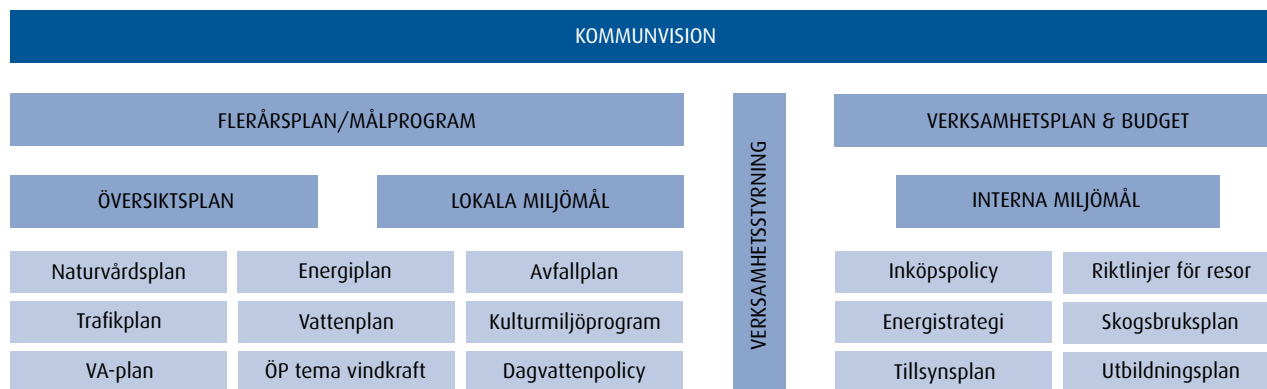 KOMMUNVISION
FLERÅRSPLAN/MÅLPROGRAM
ÖVERSIKTSPLAN
LOKALA MILJÖMÅL
Naturvårdsplan
Energiplan
Avfallplan
Trafikplan
Vattenplan
Kulturmiljöprogram
VA-plan
ÖP tema vindkraft
Dagvattenpolicy
VERKSAMHETSSTYRNING
VERKSAMHETSPLAN & BUDGET
INTERNA MILJÖMÅL
Inköpspolicy
Riktlinjer för resor
Energistrategi
Skogsbruksplan
Tillsynsplan
Utbildningsplan